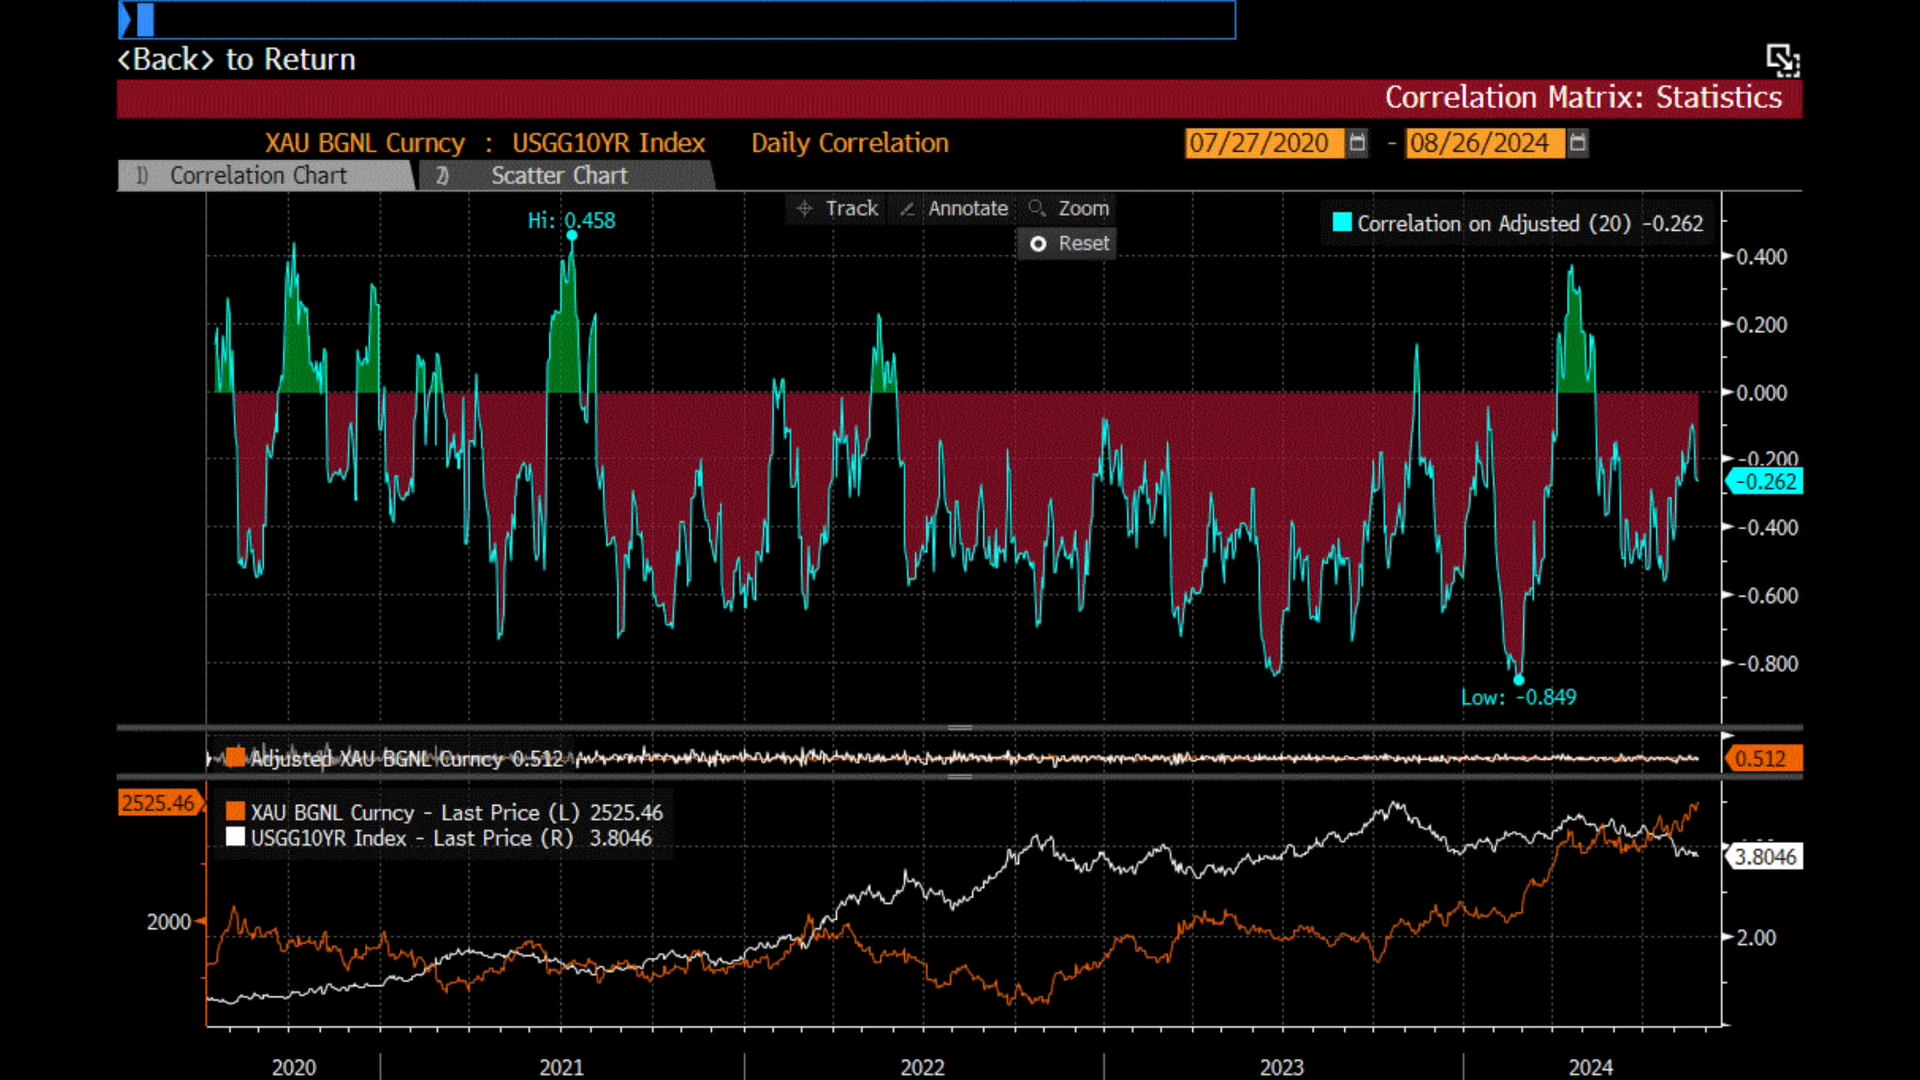 <Back> to Return
Correlation Matrix: Statistics
XAU BGNL Curncy : USGG10YR Index Daily Correlation 07/27/2020 - 08/26/2024
1) Correlation Chart 2) Scatter Chart
Track Annotate Zoom
Reset
Hi: 0.458
Correlation on Adjusted (20) -0.262
0.400
0.200
0.000
-0.200
-0.262
-0.400
-0.600
-0.800
Low: -0.849
Adjusted XAU BGNL Curncy 0.512
0.512
2525.46
XAU BGNL Curncy - Last Price (L) 2525.46
USGG10YR Index - Last Price (R) 3.8046
3.8046
2000
2.00
2020 2021 2022 2023 2024